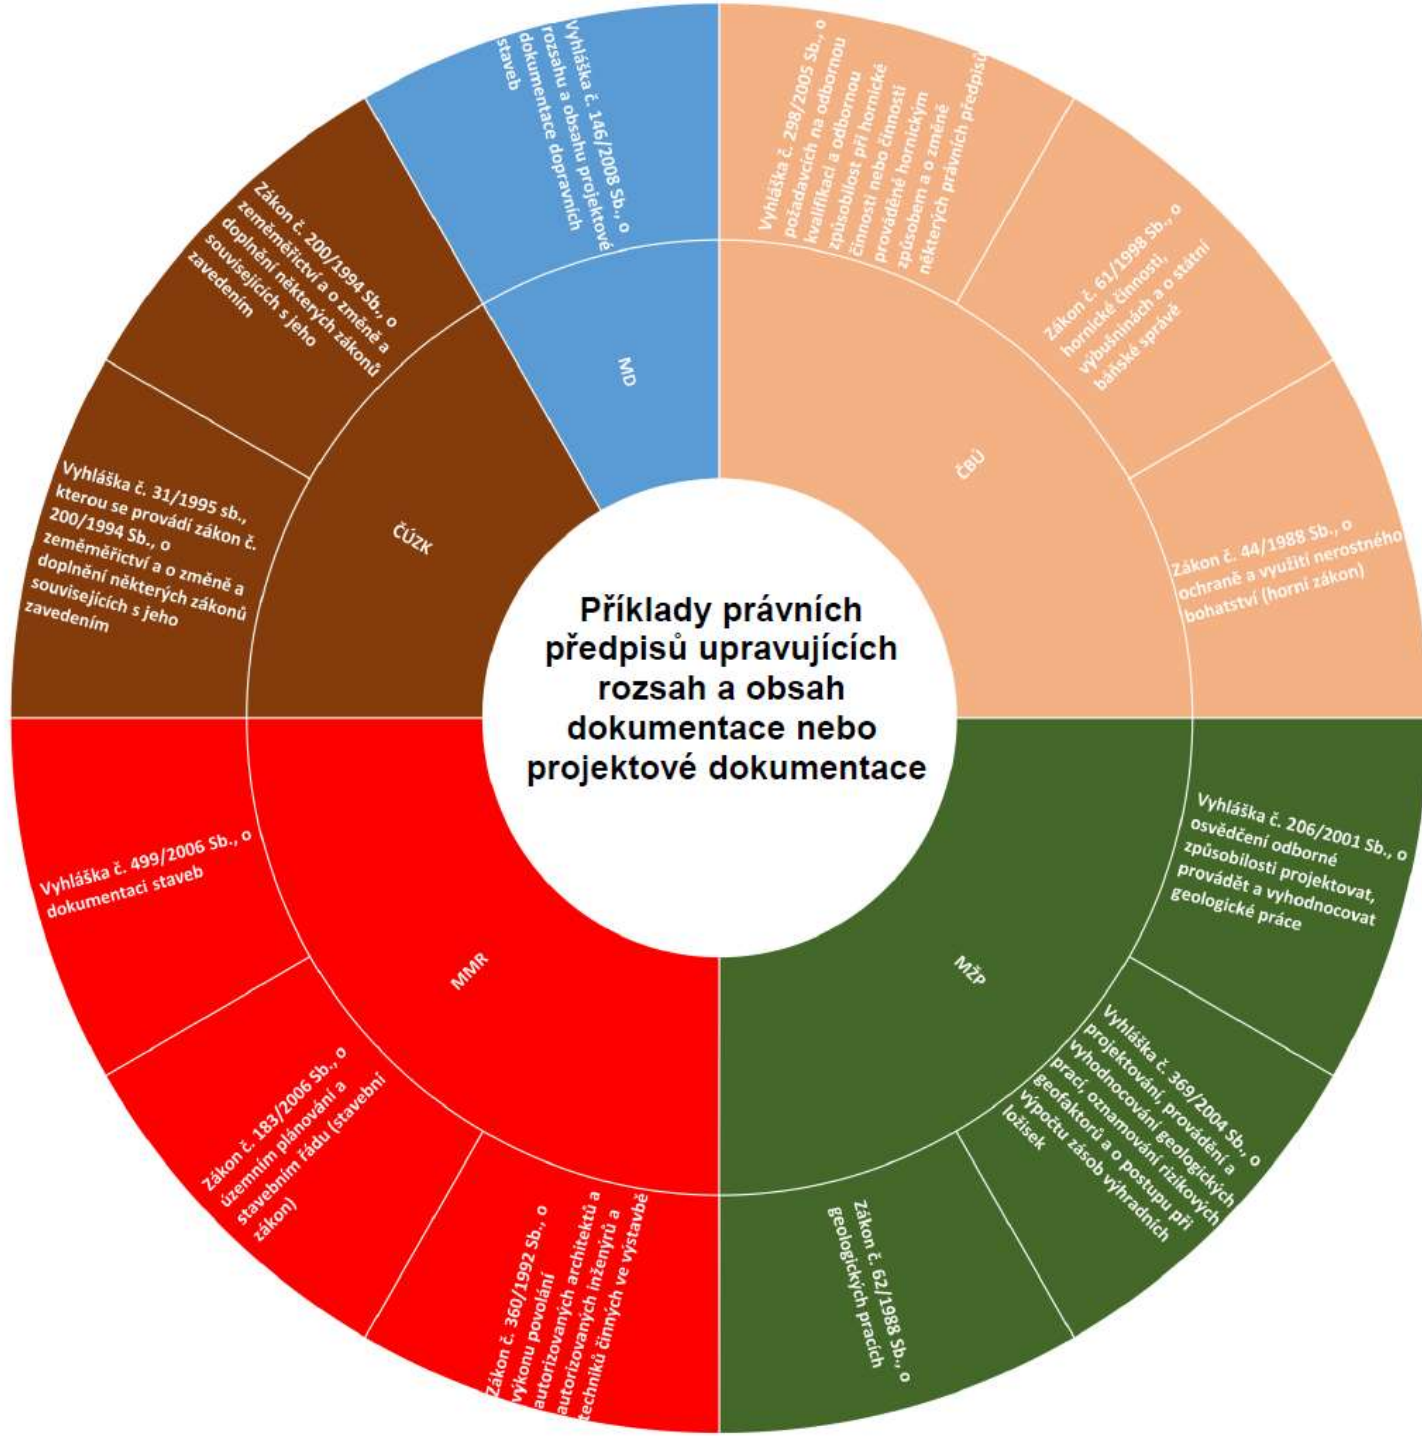 Příklady právních
předpisů upravujících
rozsah a obsah
dokumentace nebo
projektové dokumentace
ČBÚ
Vyhláška č. 298/2005 Sb., o
požadavcích na odbornou
kvalifikaci a odbornou
způsobilost při hornické
činnosti nebo činnosti
prováděné hornickým
způsobem a o změně
některých právních předpisů
Zákon č. 61/1998 Sb., o
hornické činnosti,
výbušninách a o státní
báňské správě
Zákon č. 44/1988 Sb., o
ochraně a využití nerostného
bohatství (horní zákon)
MŽP
Vyhláška č. 206/2001 Sb., o
osvědčení odborné
způsobilosti projektovat,
provádět a vyhodnocovat
geologické práce
Vyhláška č. 369/2004 Sb., o
projektování, provádění a
vyhodnocování geologických
prací, oznamování rizikových
geofaktorů a o postupu při
výpočtu zásob výhradních
ložisek
Zákon č. 62/1988 Sb., o
geologických pracích
MMR
Zákon č. 360/1992 Sb., o
výkonu povolání
autorizovaných architektů a
autorizovaných inženýrů a
techniků činných ve výstavbě
Zákon č. 183/2006 Sb., o
územním plánování a
stavebním řádu (stavební
zákon)
Vyhláška č. 499/2006 Sb., o
dokumentaci staveb
ČÚZK
Vyhláška č. 31/1995 sb.,
kterou se provádí zákon č.
200/1994 Sb., o
zeměměřictví a o změně a
doplnění některých zákonů
souvisejících s jeho
zavedením
Zákon č. 200/1994 Sb., o
zeměměřictví a o změně a
doplnění některých zákonů
souvisejících s jeho
zavedením
MD
Vyhláška č. 146/2008 Sb., o
rozsahu a obsahu projektové
dokumentace dopravních
staveb